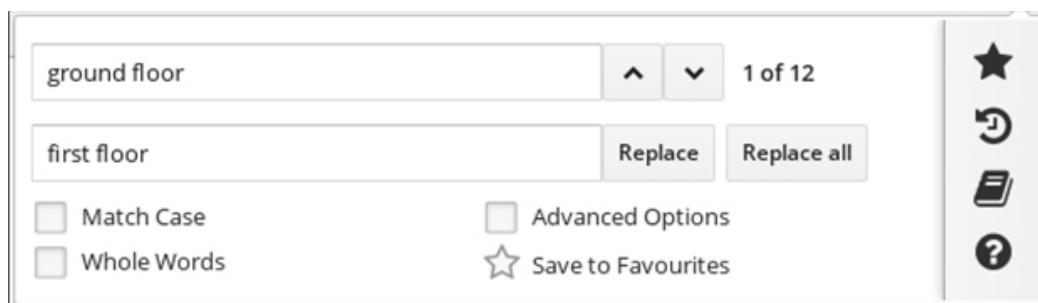 ground floor
1 of 12
first floor
Replace
Replace all
Match Case
Advanced Options
Whole Words
Save to Favourites